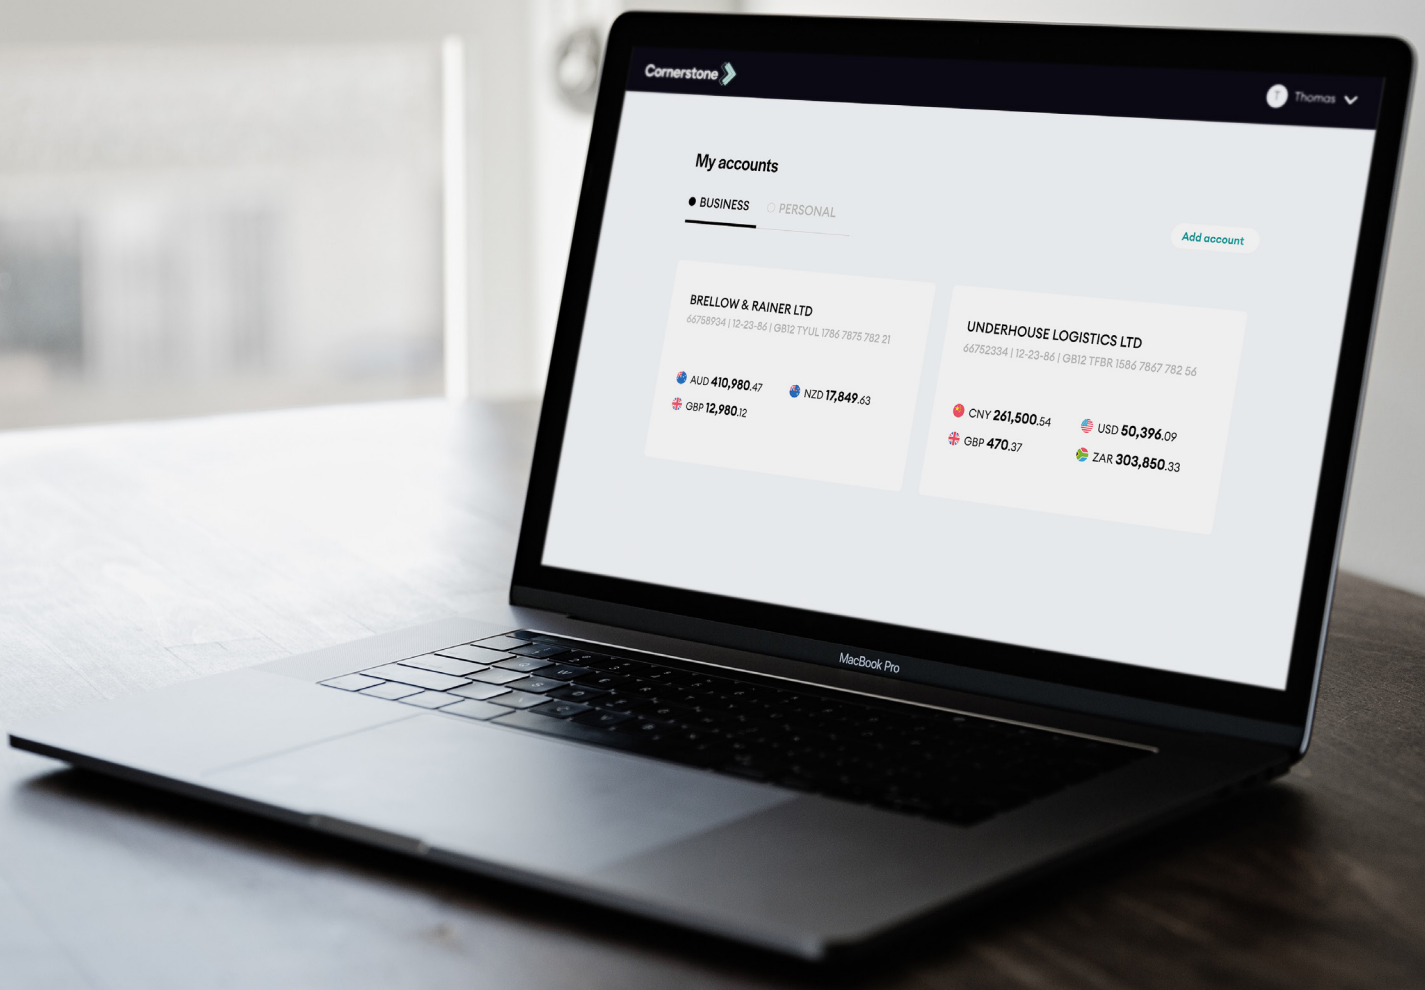 Cornerstone
T Thomas
My accounts
BUSINESS PERSONAL
Add account
BRELLOW & RAINER LTD
66758934 | 12-23-86 | GB12 TYUL 1786 7875 782 21
AUD 410,980.47 NZD 17,849.63
GBP 12,980.12
UNDERHOUSE LOGISTICS LTD
66752334 | 12-23-86 | GB12 TFBR 1586 7867 782 56
CNY 261,500.54 USD 50,396.09
GBP 470.37 ZAR 303,850.33
MacBook Pro